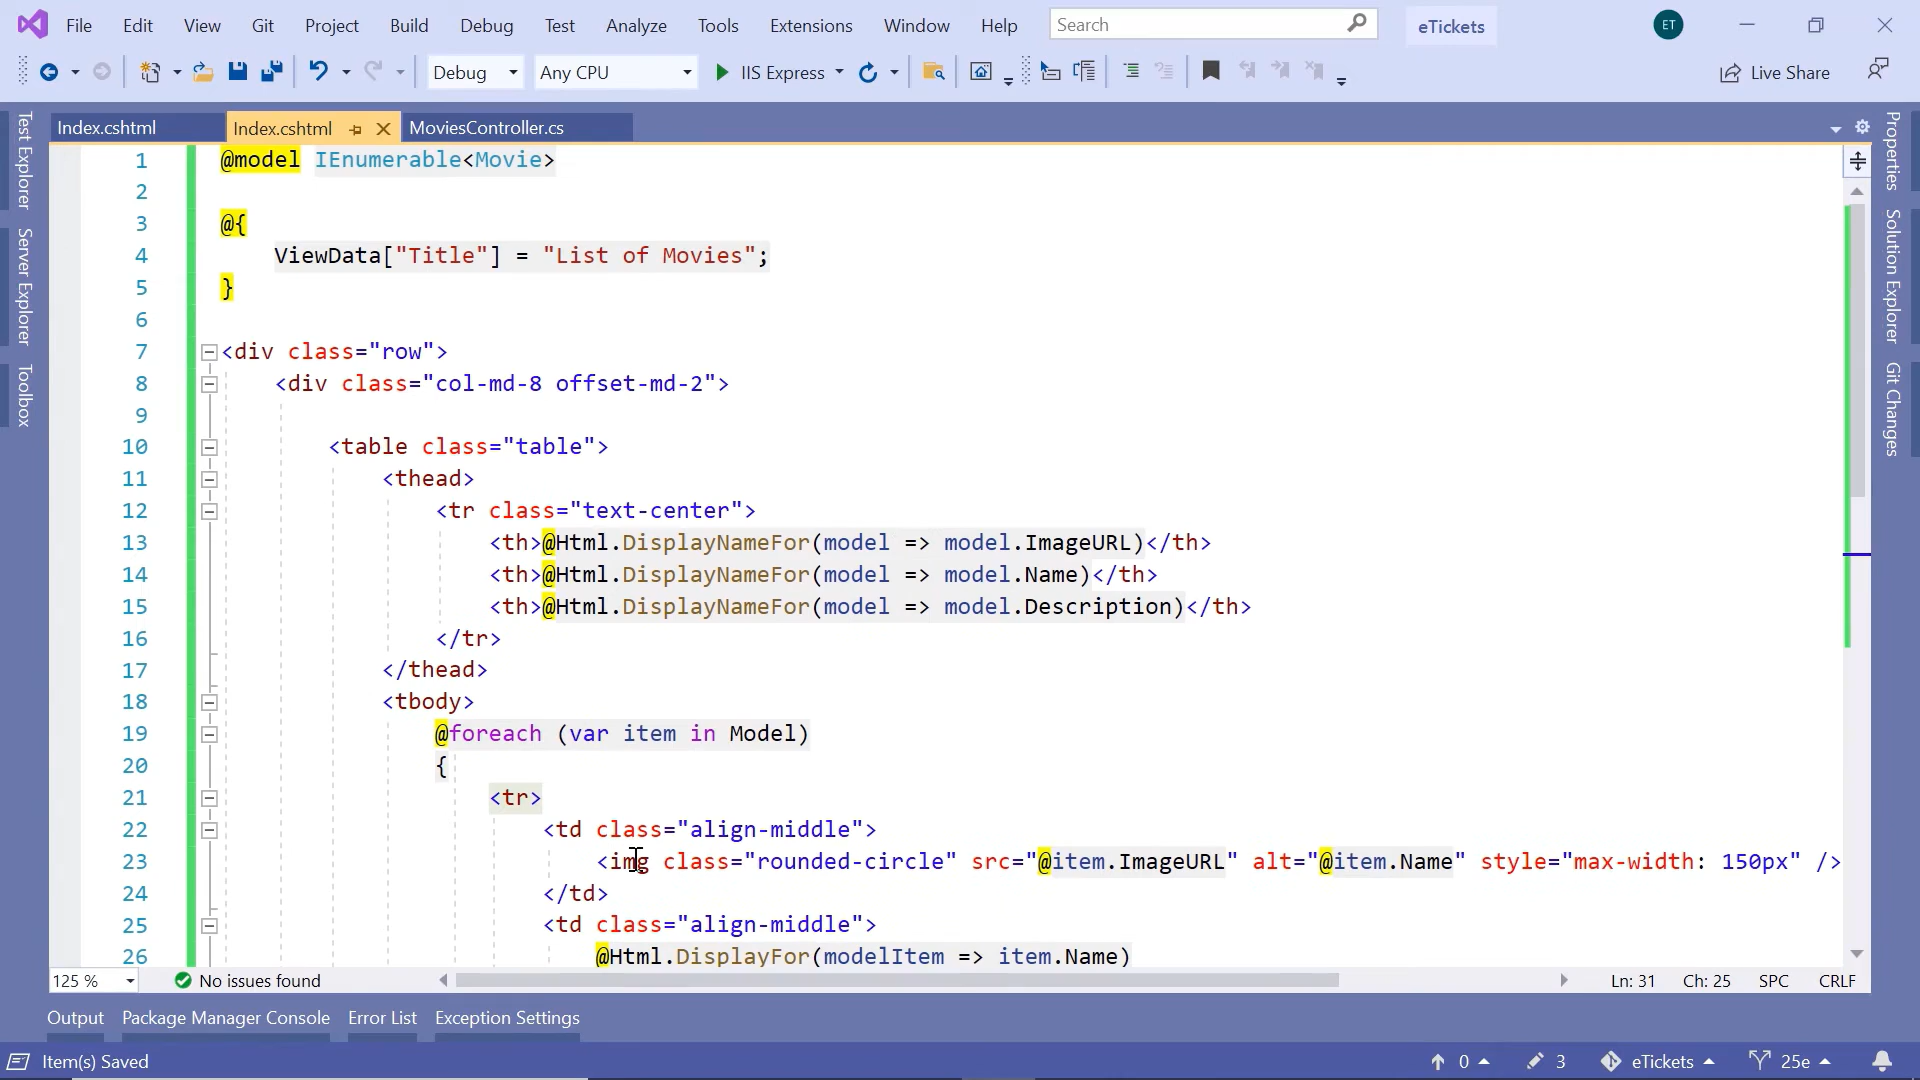 File Edit View Git Project Build Debug Test Analyze Tools Extensions Window Help Search eTickets ET
Debug Any CPU IIS Express Live Share
Index.cshtml Index.cshtml MoviesController.cs
Test Explorer
Server Explorer
Toolbox
1 @model IEnumerable<Movie>
2
3 @{
4 ViewData["Title"] = "List of Movies";
5 }
6
7 <div class="row">
8 <div class="col-md-8 offset-md-2">
9
10 <table class="table">
11 <thead>
12 <tr class="text-center">
13 <th>@Html.DisplayNameFor(model => model.ImageURL)</th>
14 <th>@Html.DisplayNameFor(model => model.Name)</th>
15 <th>@Html.DisplayNameFor(model => model.Description)</th>
16 </tr>
17 </thead>
18 <tbody>
19 @foreach (var item in Model)
20 {
21 <tr>
22 <td class="align-middle">
23 <img class="rounded-circle" src="@item.ImageURL" alt="@item.Name" style="max-width: 150px" />
24 </td>
25 <td class="align-middle">
26 @Html.DisplayFor(modelItem => item.Name)
Properties
Solution Explorer
Git Changes
125 % No issues found Ln: 31 Ch: 25 SPC CRLF
Output Package Manager Console Error List Exception Settings
Item(s) Saved 0 3 eTickets 25e